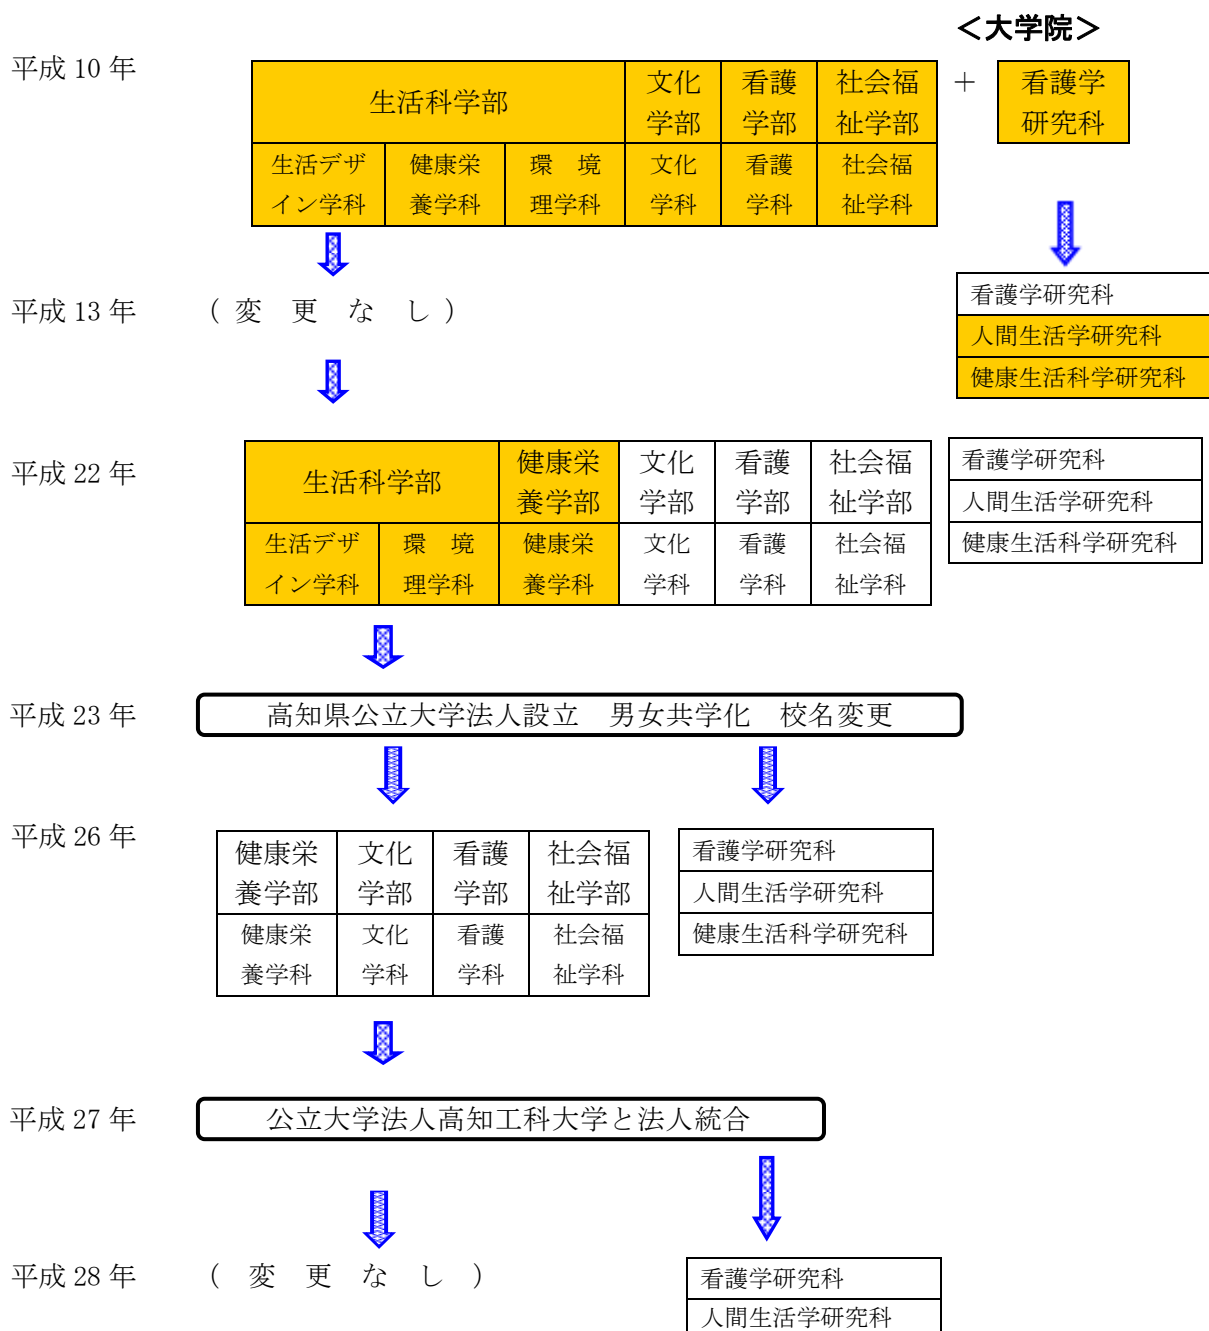 ＜大学院＞
平成 10 年
生活科学部
文化
学部
看護
学部
社会福
祉学部
＋
看護学
研究科
生活デザ
イン学科
健康栄
養学科
環　境
理学科
文化
学科
看護
学科
社会福
祉学科
平成 13 年
（ 変　更　な　し ）
看護学研究科
人間生活学研究科
健康生活科学研究科
平成 22 年
生活科学部
健康栄
養学部
文化
学部
看護
学部
社会福
祉学部
生活デザ
イン学科
環　境
理学科
健康栄
養学科
文化
学科
看護
学科
社会福
祉学科
看護学研究科
人間生活学研究科
健康生活科学研究科
平成 23 年
高知県公立大学法人設立　男女共学化　校名変更
平成 26 年
健康栄
養学部
文化
学部
看護
学部
社会福
祉学部
健康栄
養学科
文化
学科
看護
学科
社会福
祉学科
看護学研究科
人間生活学研究科
健康生活科学研究科
平成 27 年
公立大学法人高知工科大学と法人統合
平成 28 年
（　変　更　な　し　）
看護学研究科
人間生活学研究科